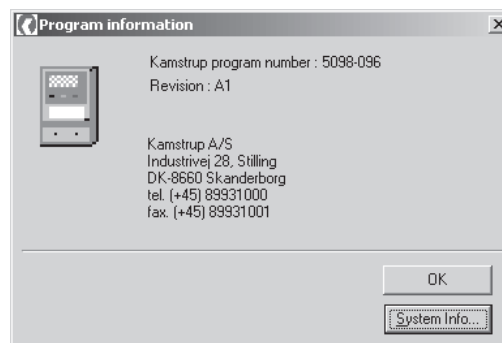 Program information
Kamstrup program number : 5098-096
Revision : A1
Kamstrup A/S
Industrivej 28, Stilling
DK-8660 Skanderborg
tel. (+45) 89931000
fax. (+45) 89931001
OK
System Info...